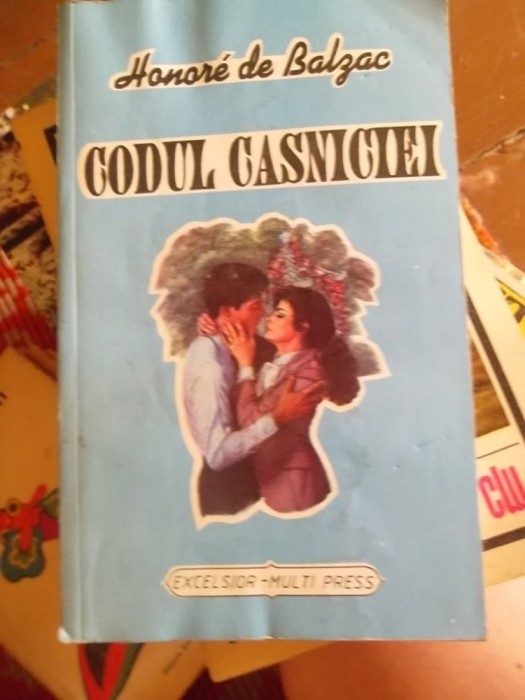 Honoré de Balzac
CODUL CASNICIEI
EXCELSIOR - MULTI PRESS